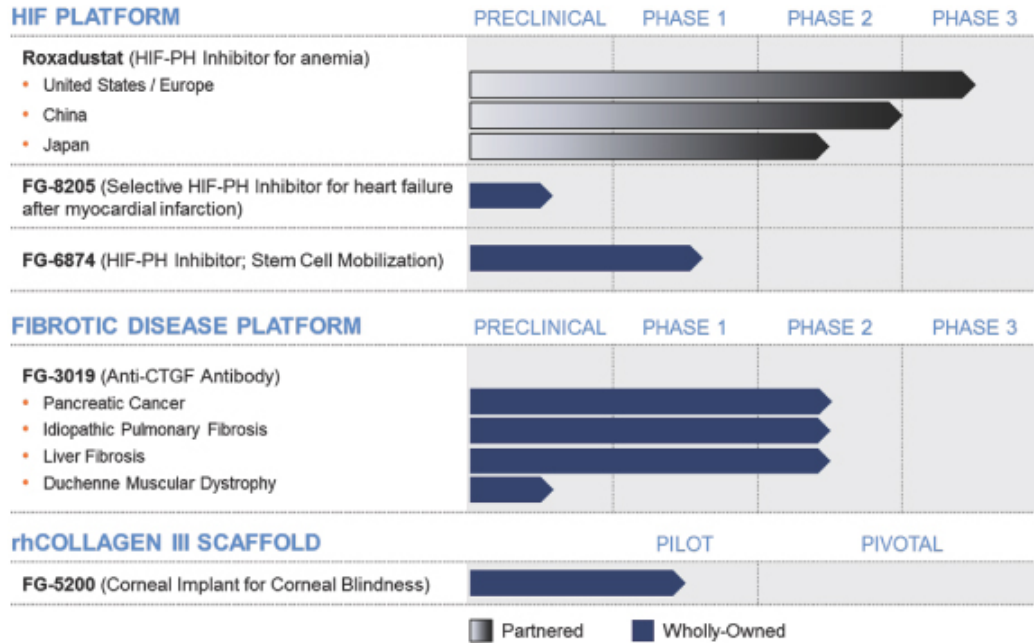 HIF PLATFORM PRECLINICAL PHASE 1 PHASE 2 PHASE 3
Roxadustat (HIF-PH Inhibitor for anemia)
• United States / Europe
• China
• Japan
FG-8205 (Selective HIF-PH Inhibitor for heart failure
after myocardial infarction)
FG-6874 (HIF-PH Inhibitor; Stem Cell Mobilization)
FIBROTIC DISEASE PLATFORM PRECLINICAL PHASE 1 PHASE 2 PHASE 3
FG-3019 (Anti-CTGF Antibody)
• Pancreatic Cancer
• Idiopathic Pulmonary Fibrosis
• Liver Fibrosis
• Duchenne Muscular Dystrophy
rhCOLLAGEN III SCAFFOLD PILOT PIVOTAL
FG-5200 (Corneal Implant for Corneal Blindness)
Partnered Wholly-Owned